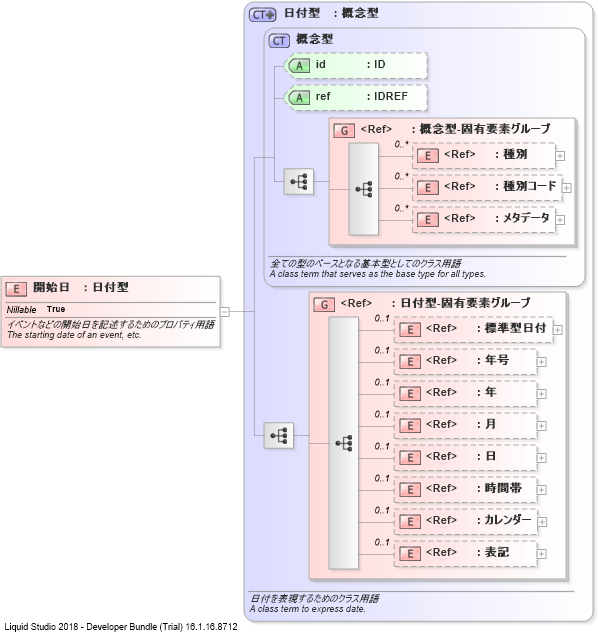 CT 日付型 : 概念型
CT 概念型
A id : ID
A ref : IDREF
G <Ref> : 概念型-固有要素グループ
0..*
E <Ref> : 種別
0..*
E <Ref> : 種別コード
0..*
E <Ref> : メタデータ
全ての型のベースとなる基本型としてのクラス用語
A class term that serves as the base type for all types.
E 開始日 : 日付型
Nillable True
イベントなどの開始日を記述するためのプロパティ用語
The starting date of an event, etc.
G <Ref> : 日付型-固有要素グループ
0..1
E <Ref> : 標準型日付
0..1
E <Ref> : 年号
0..1
E <Ref> : 年
0..1
E <Ref> : 月
0..1
E <Ref> : 日
0..1
E <Ref> : 時間帯
0..1
E <Ref> : カレンダー
0..1
E <Ref> : 表記
日付を表現するためのクラス用語
A class term to express date.
Liquid Studio 2018 - Developer Bundle (Trial) 16.1.16.8712